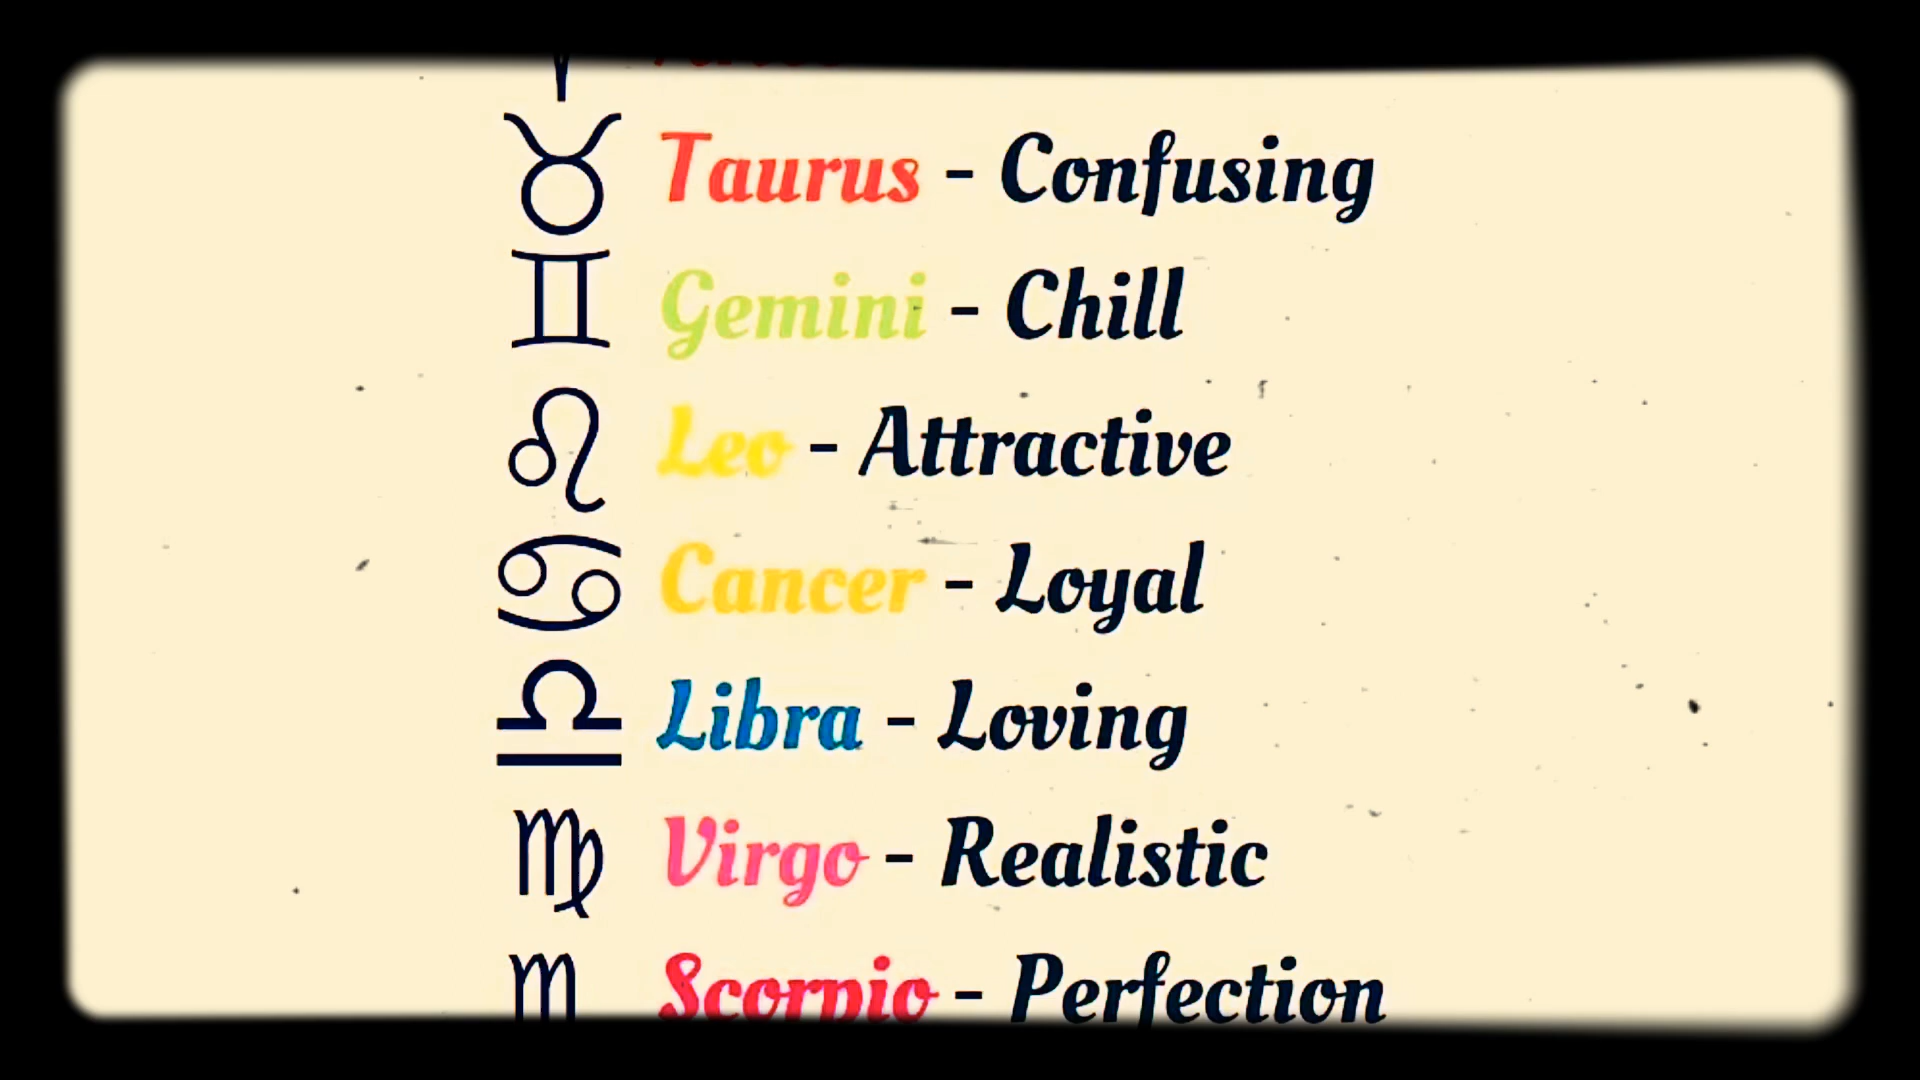 Taurus - Confusing
Gemini - Chill
Leo - Attractive
Cancer - Loyal
Libra - Loving
Virgo - Realistic
Scorpio - Perfection